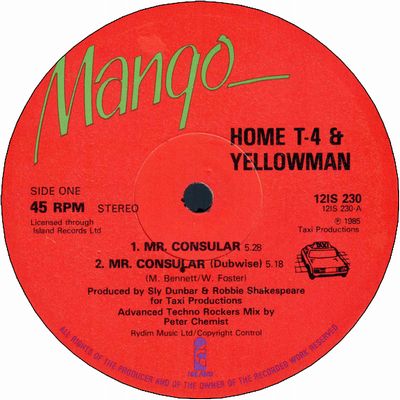 Mango
HOME T-4 &
YELLOWMAN
SIDE ONE
45 RPM STEREO
Licensed through
Island Records Ltd
12IS 230
12IS 230-A
℗ 1985
Taxi Productions
TAXI
1. MR. CONSULAR 5.28
2. MR. CONSULAR (Dubwise) 5.18
(M. Bennett/W. Foster)
Produced by Sly Dunbar & Robbie Shakespeare
for Taxi Productions
Advanced Techno Rockers Mix by
Peter Chemist
Rydim Music Ltd/Copyright Control
ISLAND
ALL RIGHTS OF THE PRODUCER AND OF THE OWNER OF THE RECORDED WORK RESERVED